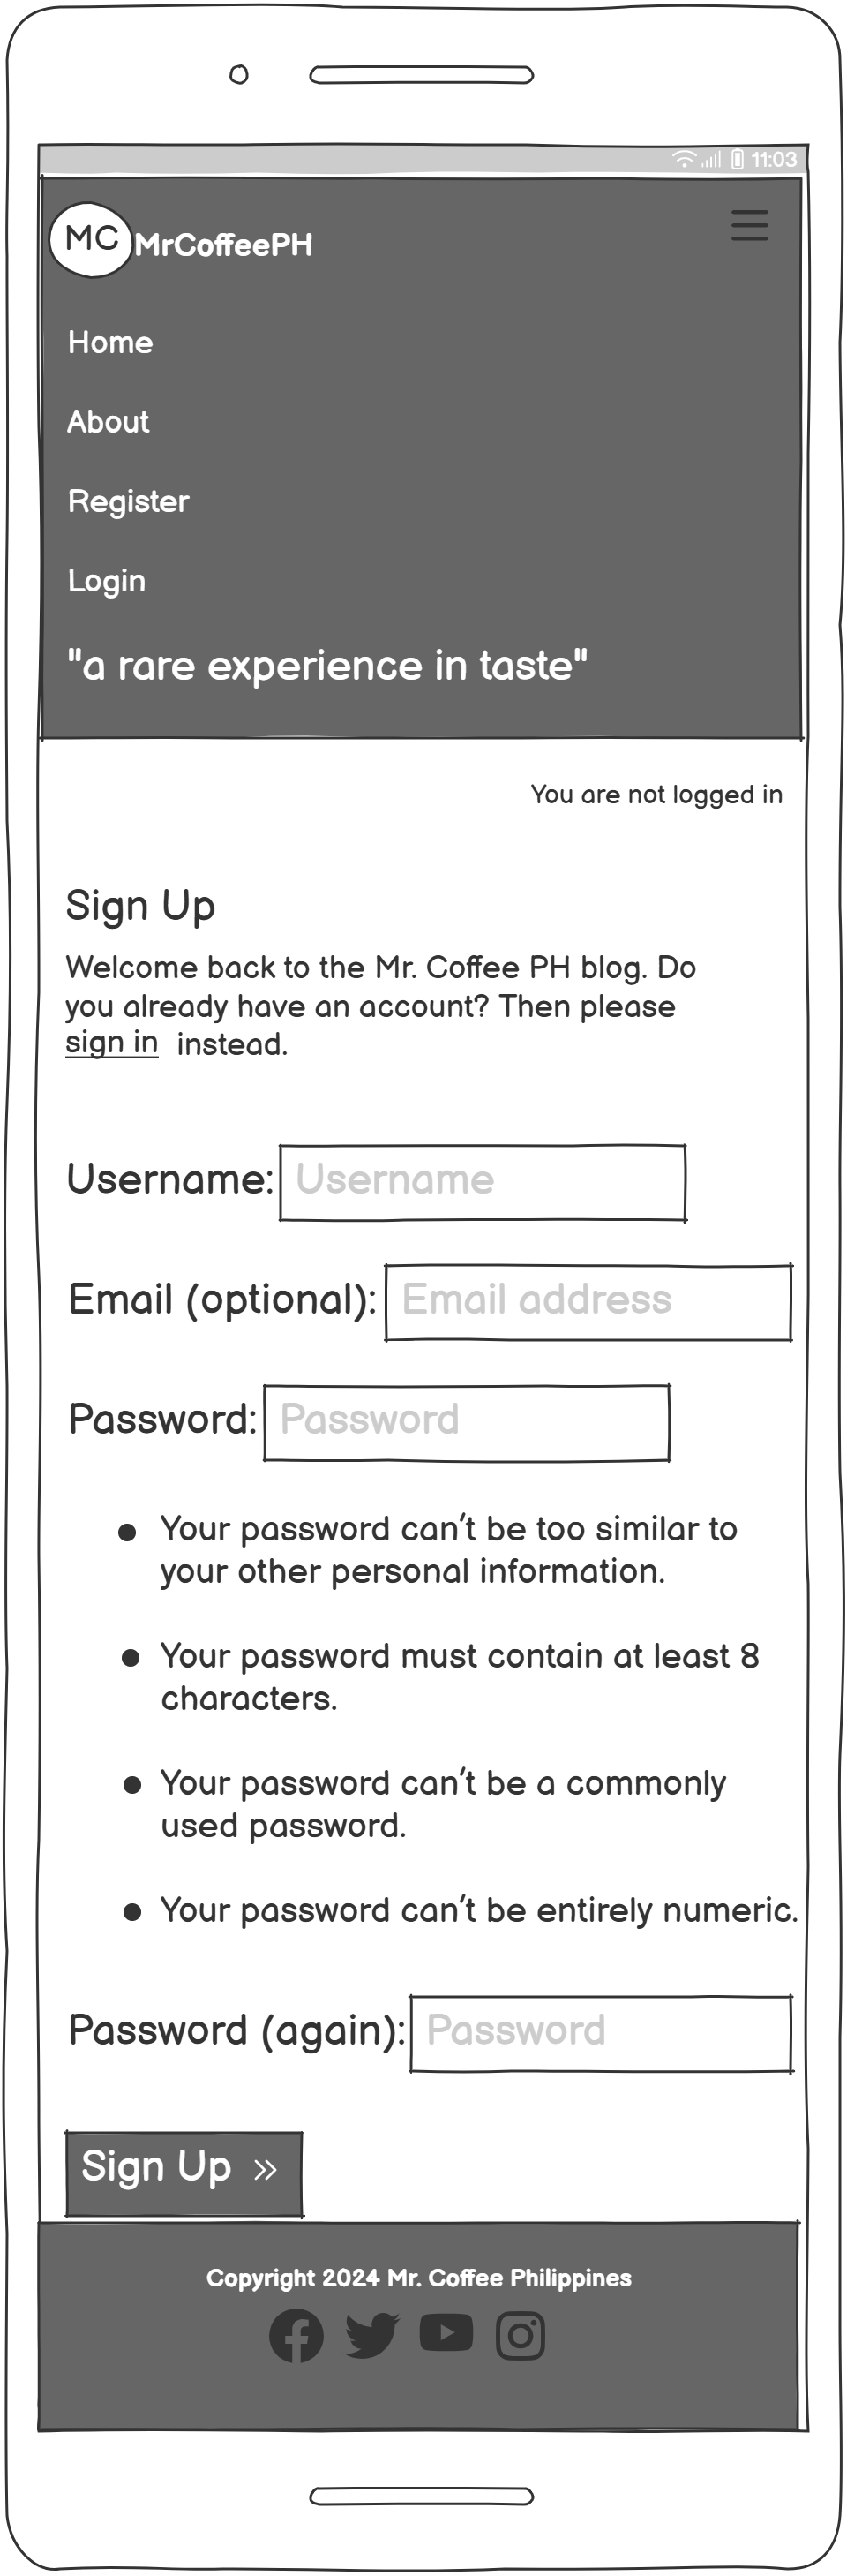 11:03
MC MrCoffeePH
Home
About
Register
Login
"a rare experience in taste"
You are not logged in
Sign Up
Welcome back to the Mr. Coffee PH blog. Do
you already have an account? Then please
sign in instead.
Username: Username
Email (optional): Email address
Password: Password
Your password can't be too similar to
your other personal information.
Your password must contain at least 8
characters.
Your password can't be a commonly
used password.
Your password can't be entirely numeric.
Password (again): Password
Sign Up »
Copyright 2024 Mr. Coffee Philippines